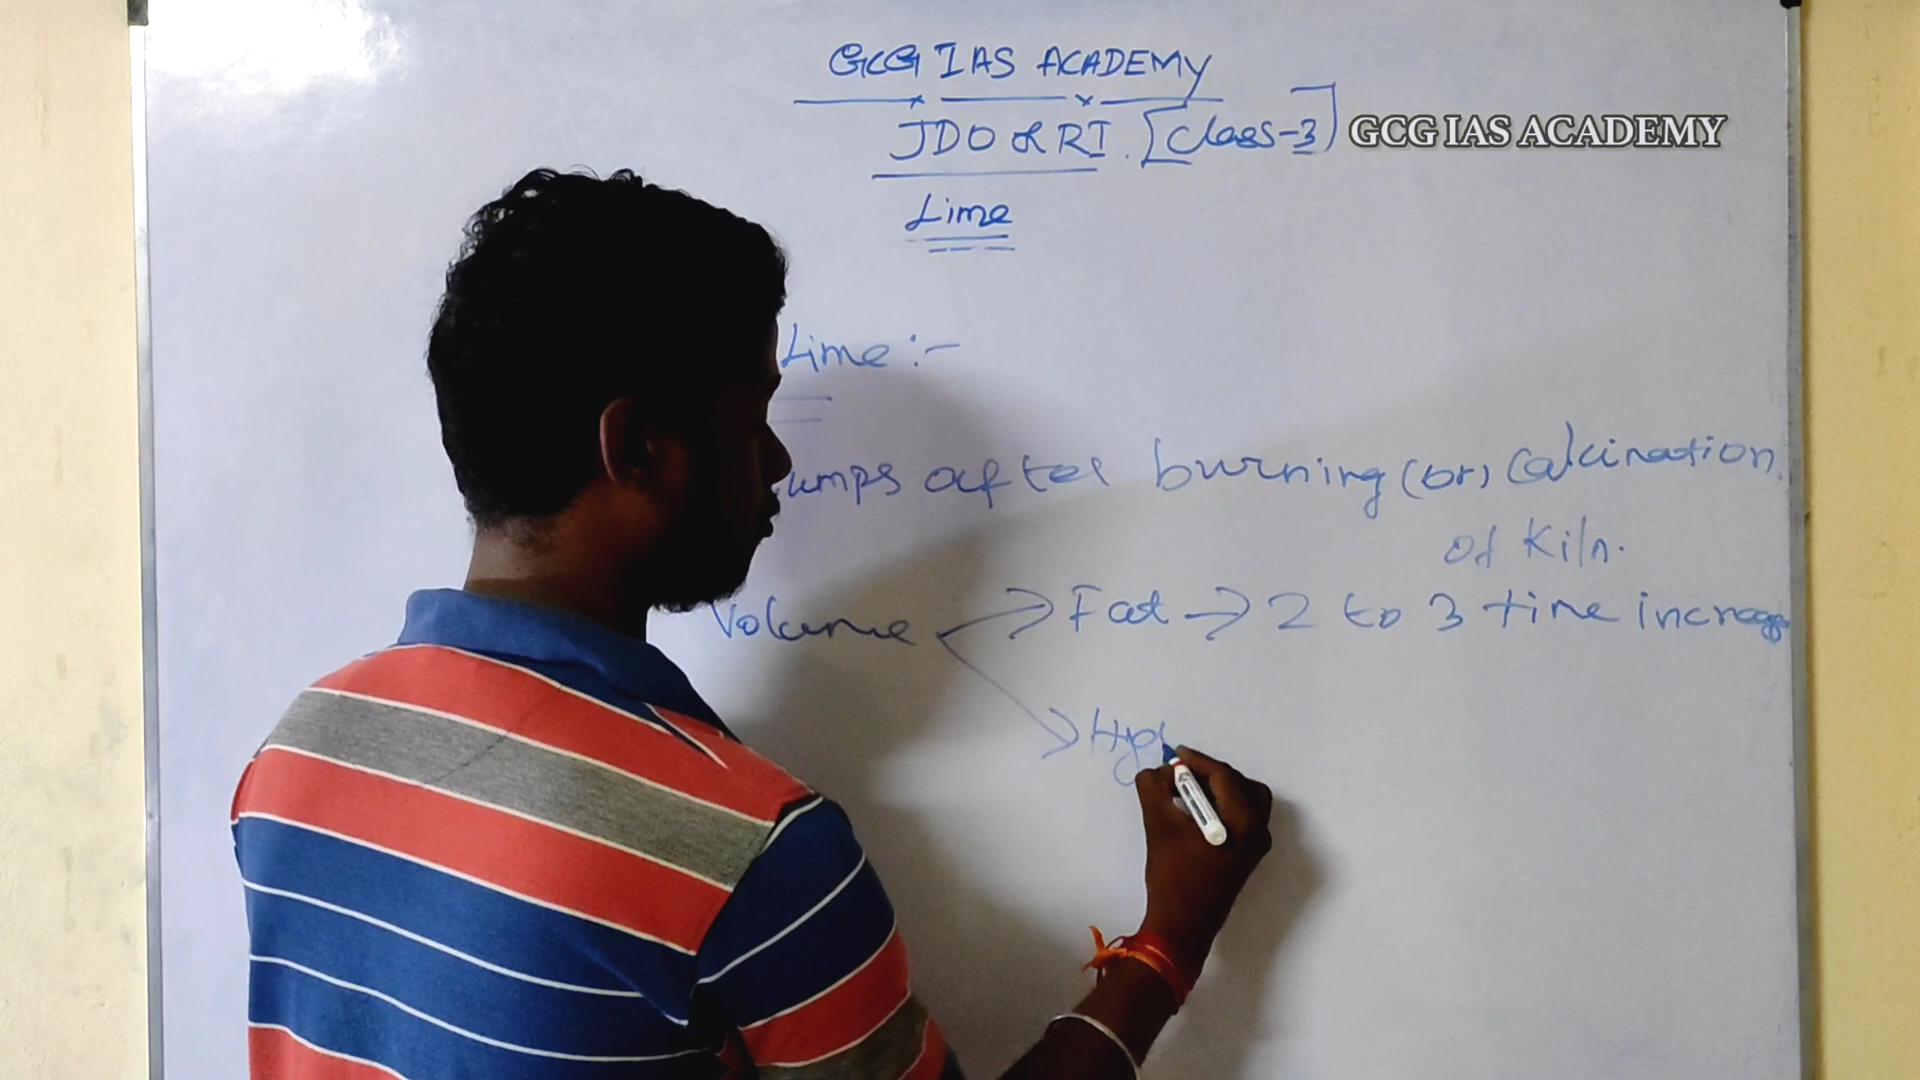 GCG IAS ACADEMY
JDO & RI. [Class-3]
GCG IAS ACADEMY
Lime
Lime :-
umps after burning (or) Calcination
of Kiln.
Volume → Fat → 2 to 3 time increase
→ Hyd